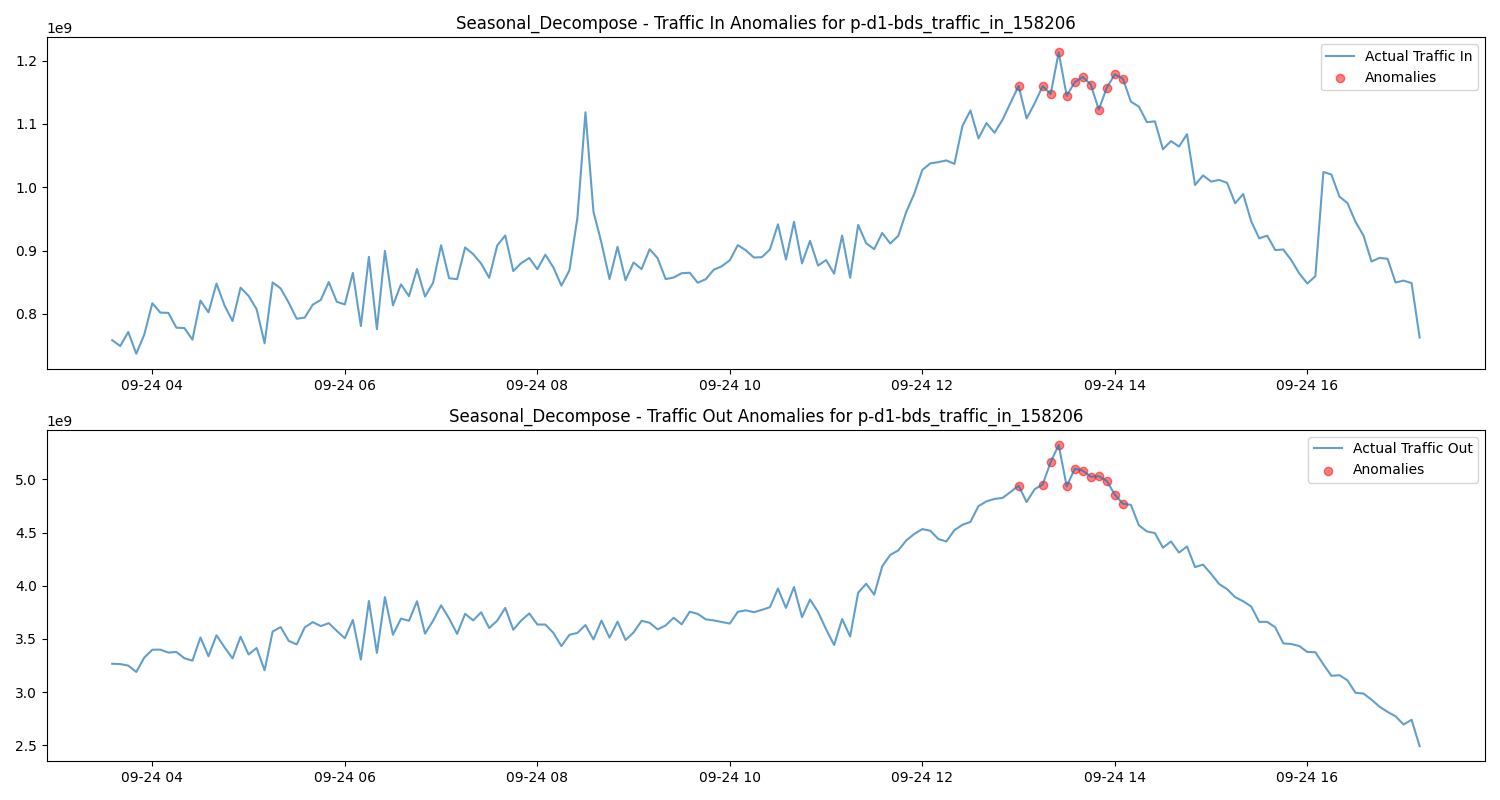 Seasonal_Decompose - Traffic In Anomalies for p-d1-bds_traffic_in_158206
1e9
Actual Traffic In
Anomalies
1.2
1.1
1.0
0.9
0.8
09-24 04 09-24 06 09-24 08 09-24 10 09-24 12 09-24 14 09-24 16
Seasonal_Decompose - Traffic Out Anomalies for p-d1-bds_traffic_in_158206
1e9
Actual Traffic Out
Anomalies
5.0
4.5
4.0
3.5
3.0
2.5
09-24 04 09-24 06 09-24 08 09-24 10 09-24 12 09-24 14 09-24 16